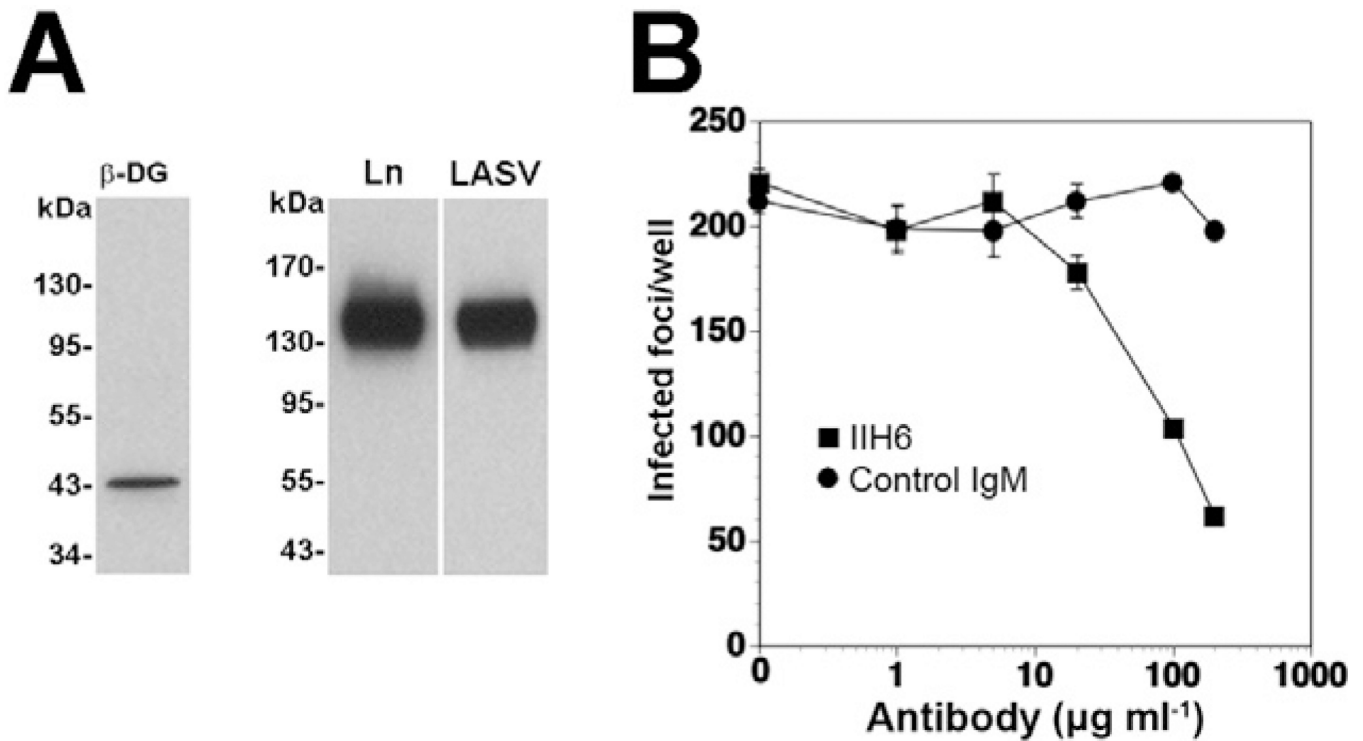 A
β-DG
kDa
130-
95-
55-
43-
34-
Ln LASV
kDa
170-
130-
95-
55-
43-
B
250
200
150
100
50
0
Infected foci/well
IIH6
Control IgM
0 1 10 100 1000
Antibody (µg ml⁻¹)